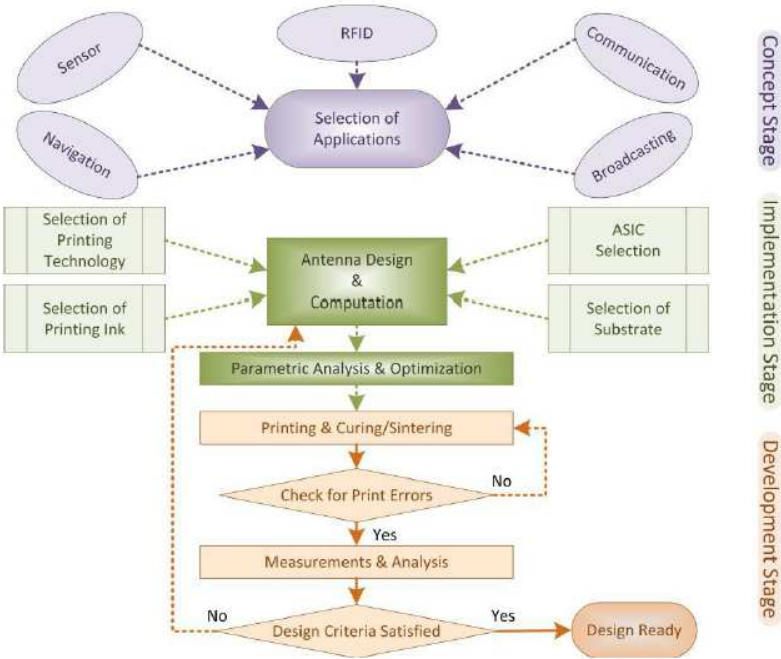 RFID
Sensor
Communication
Selection of
Applications
Navigation
Broadcasting
Concept Stage
Selection of
Printing
Technology
ASIC
Selection
Antenna Design
&
Computation
Selection of
Printing Ink
Selection of
Substrate
Implementation Stage
Parametric Analysis & Optimization
Printing & Curing/Sintering
No
Check for Print Errors
Yes
Measurements & Analysis
No
Yes
Design Criteria Satisfied
Design Ready
Development Stage